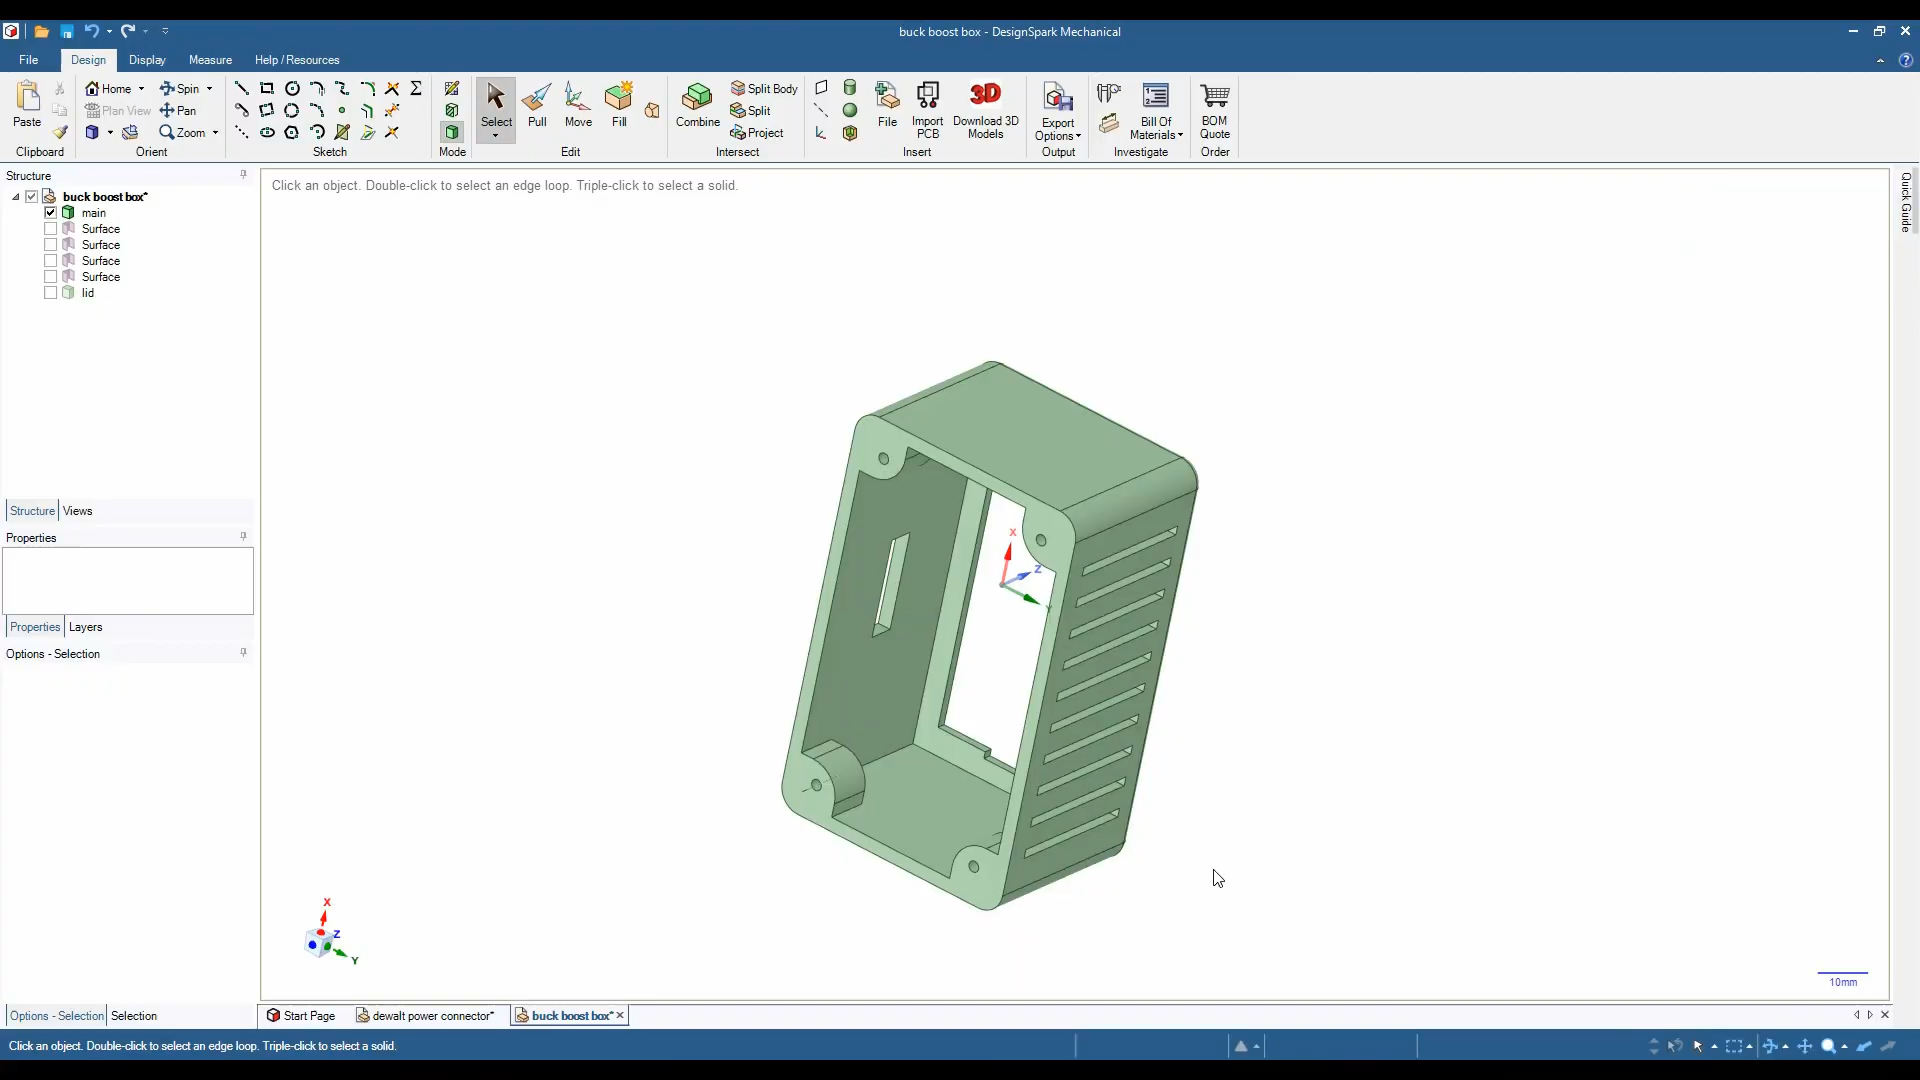 buck boost box - DesignSpark Mechanical
File Design Display Measure Help / Resources
Paste
Clipboard
Home Spin
Plan View Pan
Zoom
Orient
Sketch
Mode
Select Pull Move Fill
Edit
Combine
Split Body
Split
Project
Intersect
File
Import PCB
Download 3D Models
3D
Insert
Export Options
Output
Bill Of Materials
Investigate
BOM Quote
Order
Structure
buck boost box*
main
Surface
Surface
Surface
Surface
lid
Structure Views
Properties
Properties Layers
Options - Selection
Options - Selection Selection
Click an object. Double-click to select an edge loop. Triple-click to select a solid.
Quick Guide
X
Z
Y
X
Z
Y
10mm
Start Page dewalt power connector* buck boost box*
Click an object. Double-click to select an edge loop. Triple-click to select a solid.